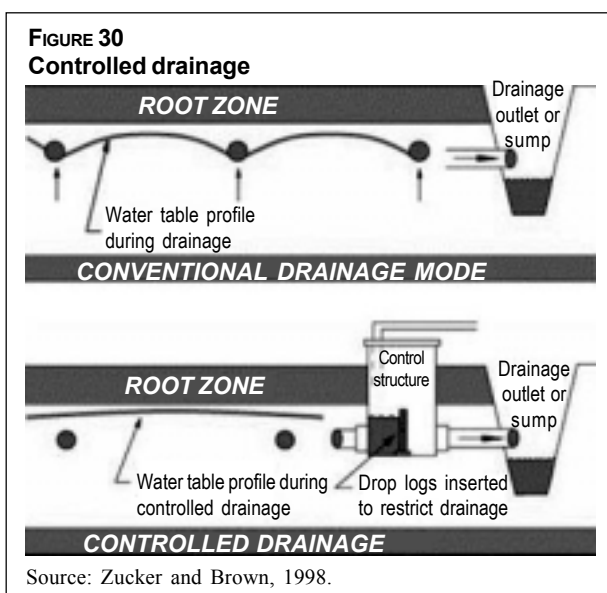 FIGURE 30
Controlled drainage
ROOT ZONE
Drainage
outlet or
sump
Water table profile
during drainage
CONVENTIONAL DRAINAGE MODE
Control
structure
ROOT ZONE
Drainage
outlet or
sump
Water table profile during
controlled drainage
Drop logs inserted
to restrict drainage
CONTROLLED DRAINAGE
Source: Zucker and Brown, 1998.